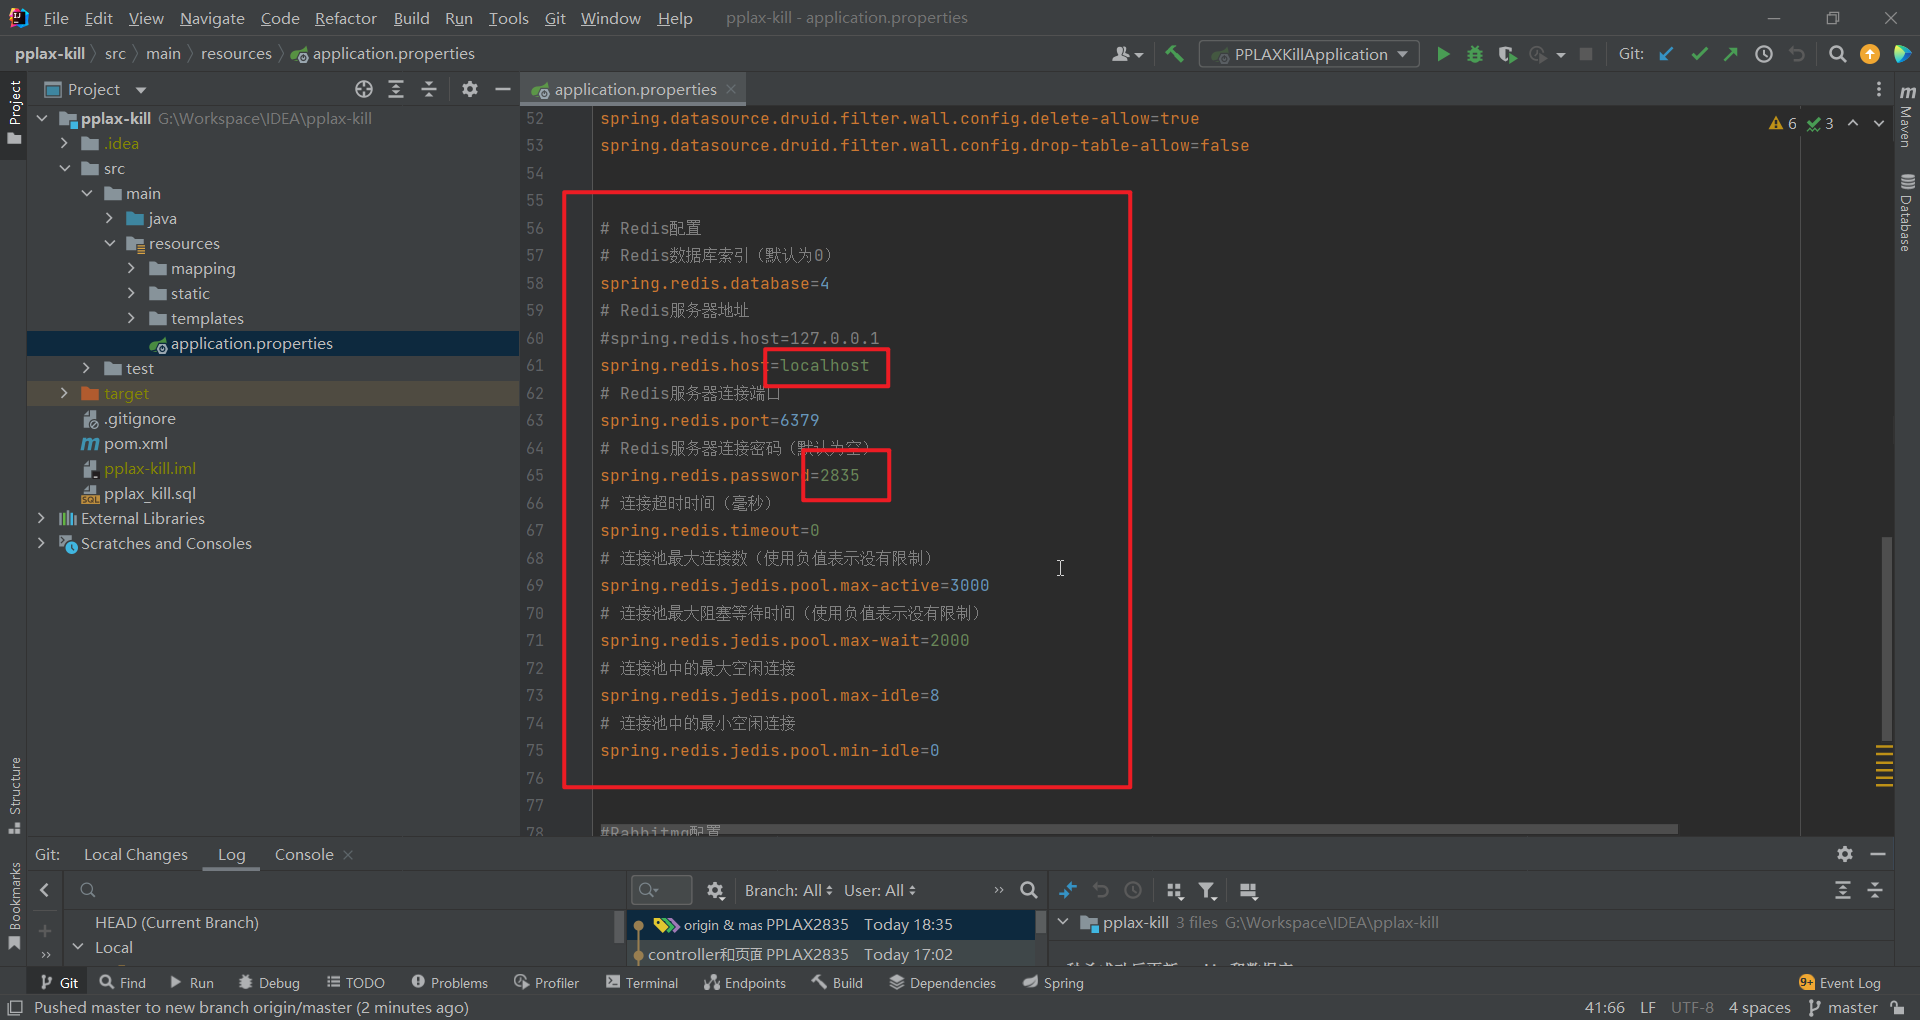 File Edit View Navigate Code Refactor Build Run Tools Git Window Help pplax-kill - application.properties
pplax-kill src main resources application.properties PPLAXKillApplication Git:
Project
application.properties
pplax-kill G:\Workspace\IDEA\pplax-kill
.idea
src
main
java
resources
mapping
static
templates
application.properties
test
target
.gitignore
pom.xml
pplax-kill.iml
pplax_kill.sql
External Libraries
Scratches and Consoles
Project
Structure
Bookmarks
Maven
Database
6 3
52 spring.datasource.druid.filter.wall.config.delete-allow=true
53 spring.datasource.druid.filter.wall.config.drop-table-allow=false
54
55
56 # Redis配置
57 # Redis数据库索引（默认为0）
58 spring.redis.database=4
59 # Redis服务器地址
60 #spring.redis.host=127.0.0.1
61 spring.redis.host=localhost
62 # Redis服务器连接端口
63 spring.redis.port=6379
64 # Redis服务器连接密码（默认为空）
65 spring.redis.password=2835
66 # 连接超时时间（毫秒）
67 spring.redis.timeout=0
68 # 连接池最大连接数（使用负值表示没有限制）
69 spring.redis.jedis.pool.max-active=3000
70 # 连接池最大阻塞等待时间（使用负值表示没有限制）
71 spring.redis.jedis.pool.max-wait=2000
72 # 连接池中的最大空闲连接
73 spring.redis.jedis.pool.max-idle=8
74 # 连接池中的最小空闲连接
75 spring.redis.jedis.pool.min-idle=0
76
77
78 #Rabbitmq配置
Git: Local Changes Log Console
Branch: All User: All
HEAD (Current Branch)
Local
origin & mas PPLAX2835 Today 18:35
controller和页面 PPLAX2835 Today 17:02
pplax-kill 3 files G:\Workspace\IDEA\pplax-kill
Git Find Run Debug TODO Problems Profiler Terminal Endpoints Build Dependencies Spring 9+ Event Log
Pushed master to new branch origin/master (2 minutes ago) 41:66 LF UTF-8 4 spaces master